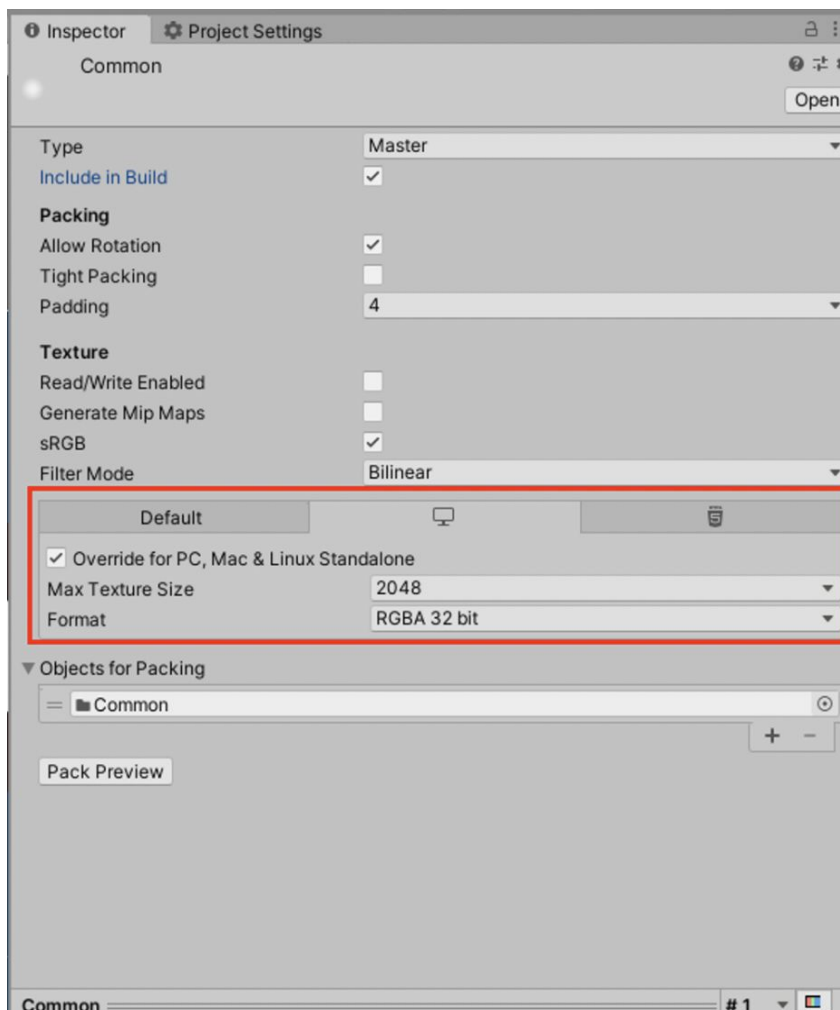 Inspector Project Settings
Common
Open
Type Master
Include in Build
Packing
Allow Rotation
Tight Packing
Padding 4
Texture
Read/Write Enabled
Generate Mip Maps
sRGB
Filter Mode Bilinear
Default
Override for PC, Mac & Linux Standalone
Max Texture Size 2048
Format RGBA 32 bit
Objects for Packing
Common
Pack Preview
Common # 1